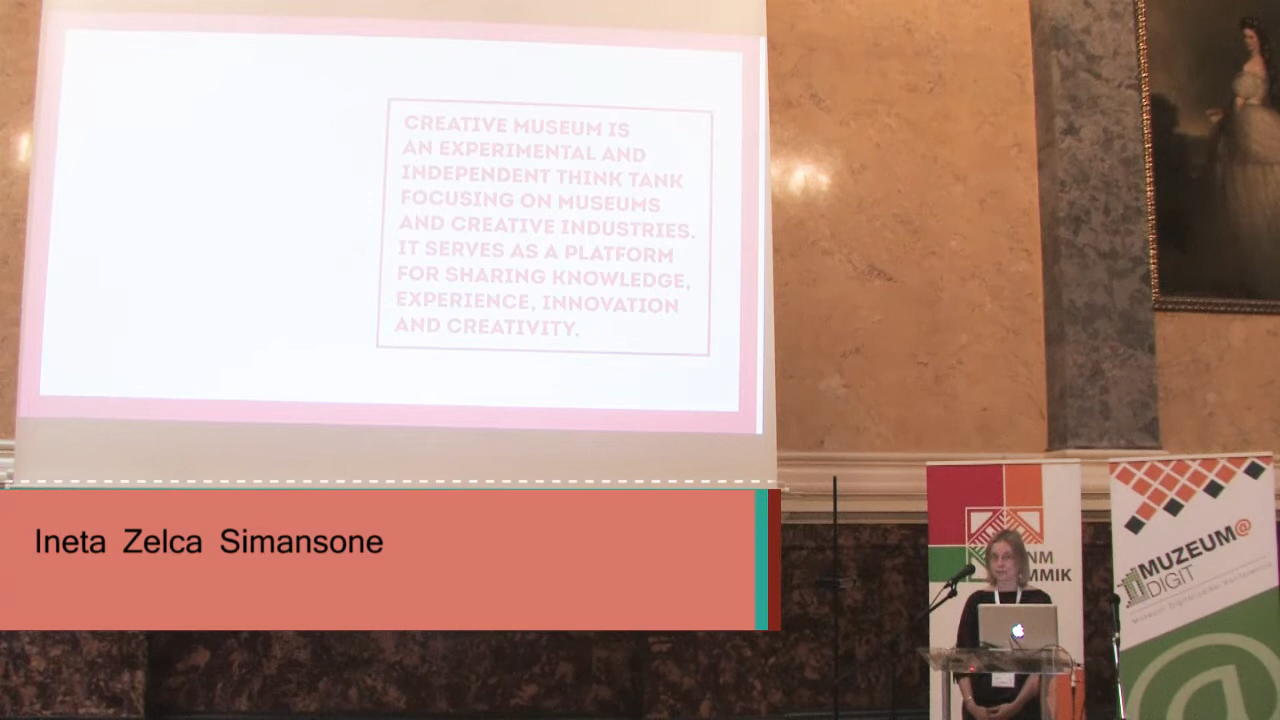 CREATIVE MUSEUM IS
AN EXPERIMENTAL AND
INDEPENDENT THINK TANK
FOCUSING ON MUSEUMS
AND CREATIVE INDUSTRIES.
IT SERVES AS A PLATFORM
FOR SHARING KNOWLEDGE,
EXPERIENCE, INNOVATION
AND CREATIVITY.
Ineta Zelca Simansone
MUZEUM@
DIGIT